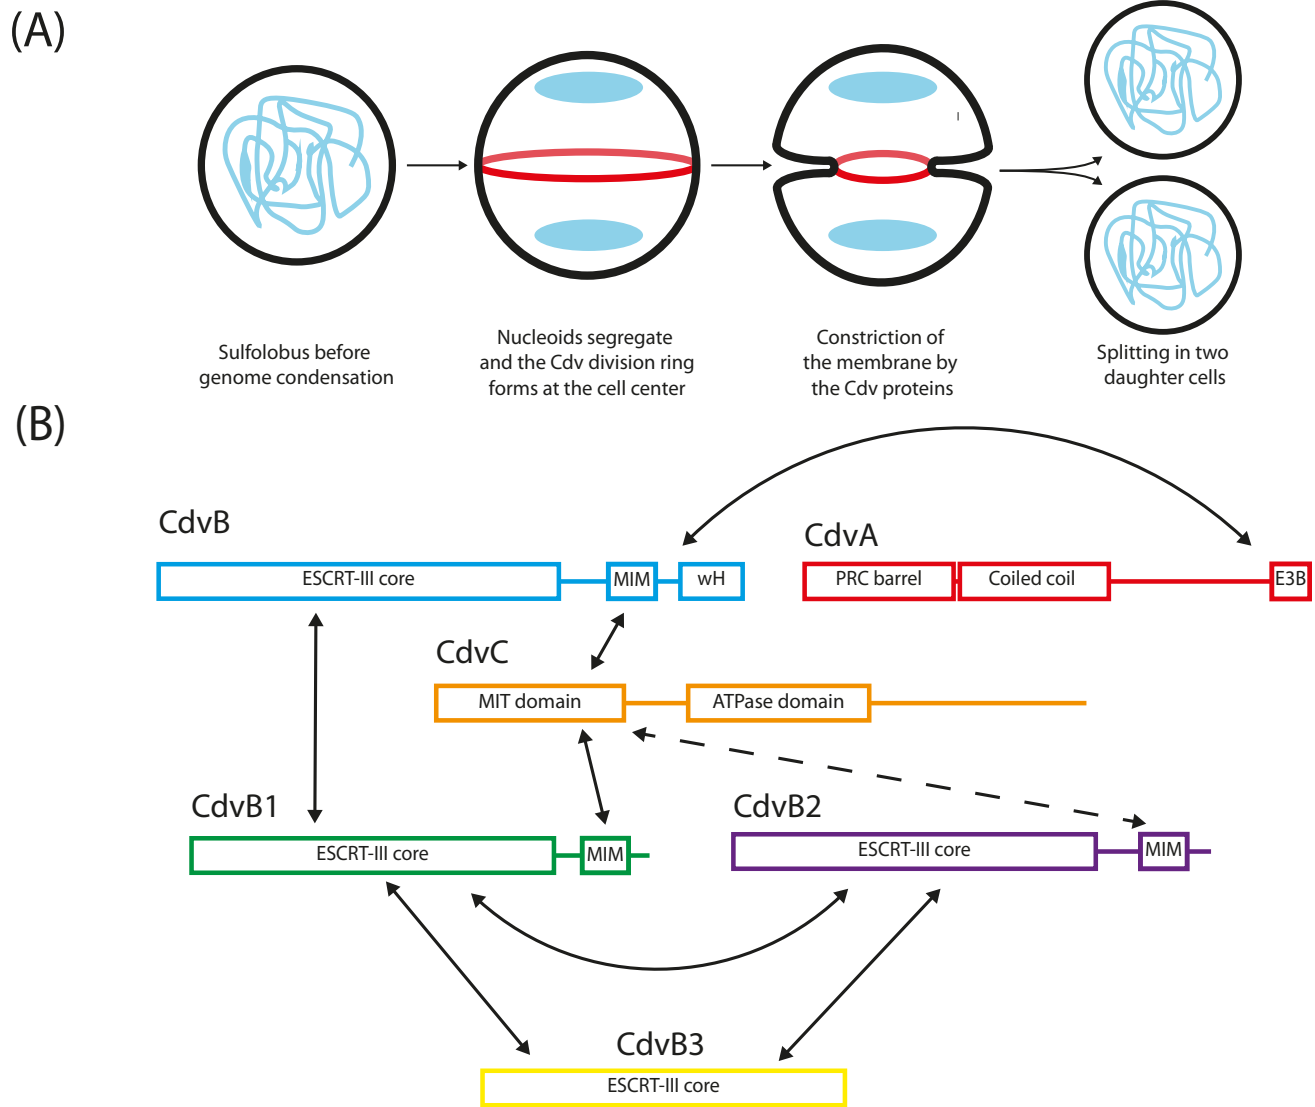 (A)
Sulfolobus before
genome condensation
Nucleoids segregate
and the Cdv division ring
forms at the cell center
Constriction of
the membrane by
the Cdv proteins
Splitting in two
daughter cells
(B)
CdvB
ESCRT-III core
MIM
wH
CdvA
PRC barrel
Coiled coil
E3B
CdvC
MIT domain
ATPase domain
CdvB1
ESCRT-III core
MIM
CdvB2
ESCRT-III core
MIM
CdvB3
ESCRT-III core